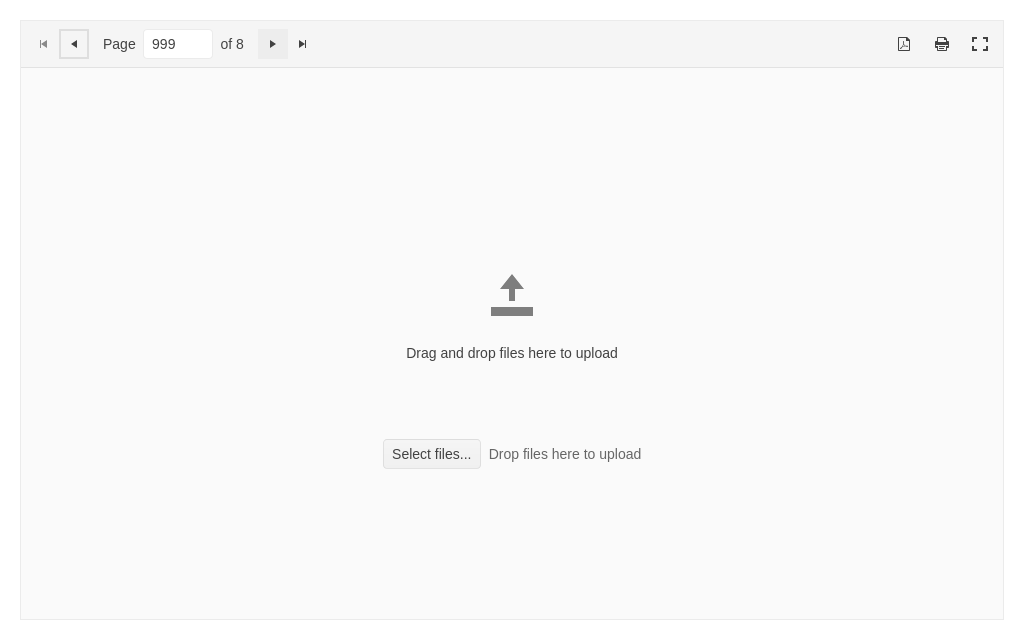 Page 999 of 8
Drag and drop files here to upload
Select files... Drop files here to upload